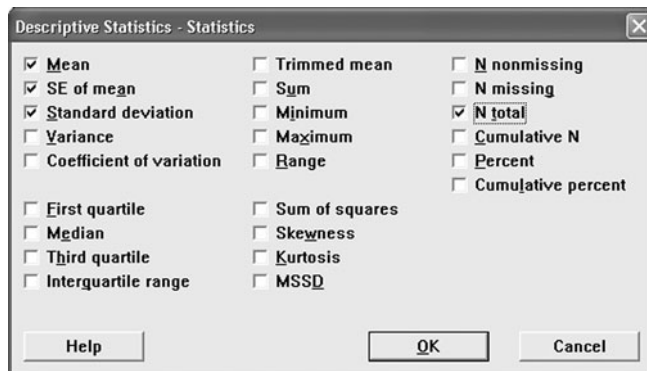 Descriptive Statistics - Statistics
Mean
SE of mean
Standard deviation
Variance
Coefficient of variation
First quartile
Median
Third quartile
Interquartile range
Trimmed mean
Sum
Minimum
Maximum
Range
Sum of squares
Skewness
Kurtosis
MSSD
N nonmissing
N missing
N total
Cumulative N
Percent
Cumulative percent
Help
OK
Cancel